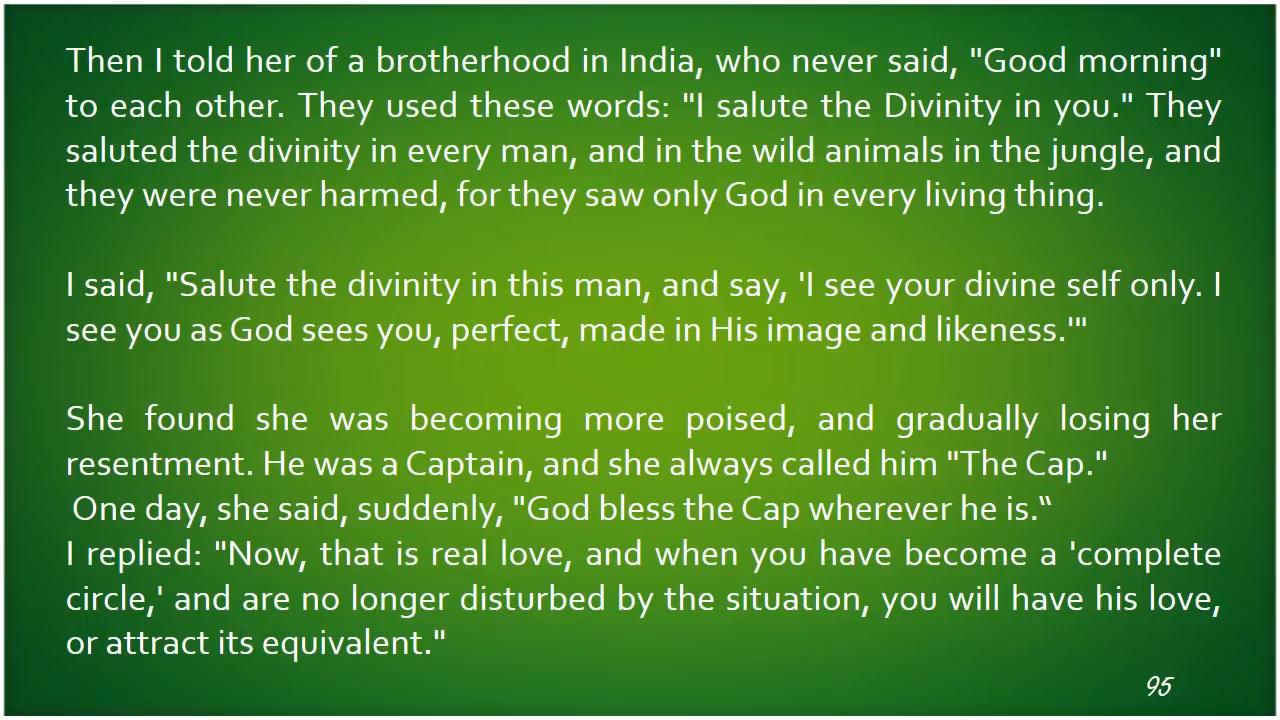 Then I told her of a brotherhood in India, who never said, "Good morning"
to each other. They used these words: "I salute the Divinity in you." They
saluted the divinity in every man, and in the wild animals in the jungle, and
they were never harmed, for they saw only God in every living thing.
I said, "Salute the divinity in this man, and say, 'I see your divine self only. I
see you as God sees you, perfect, made in His image and likeness.'"
She found she was becoming more poised, and gradually losing her
resentment. He was a Captain, and she always called him "The Cap."
One day, she said, suddenly, "God bless the Cap wherever he is.“
I replied: "Now, that is real love, and when you have become a 'complete
circle,' and are no longer disturbed by the situation, you will have his love,
or attract its equivalent."
95